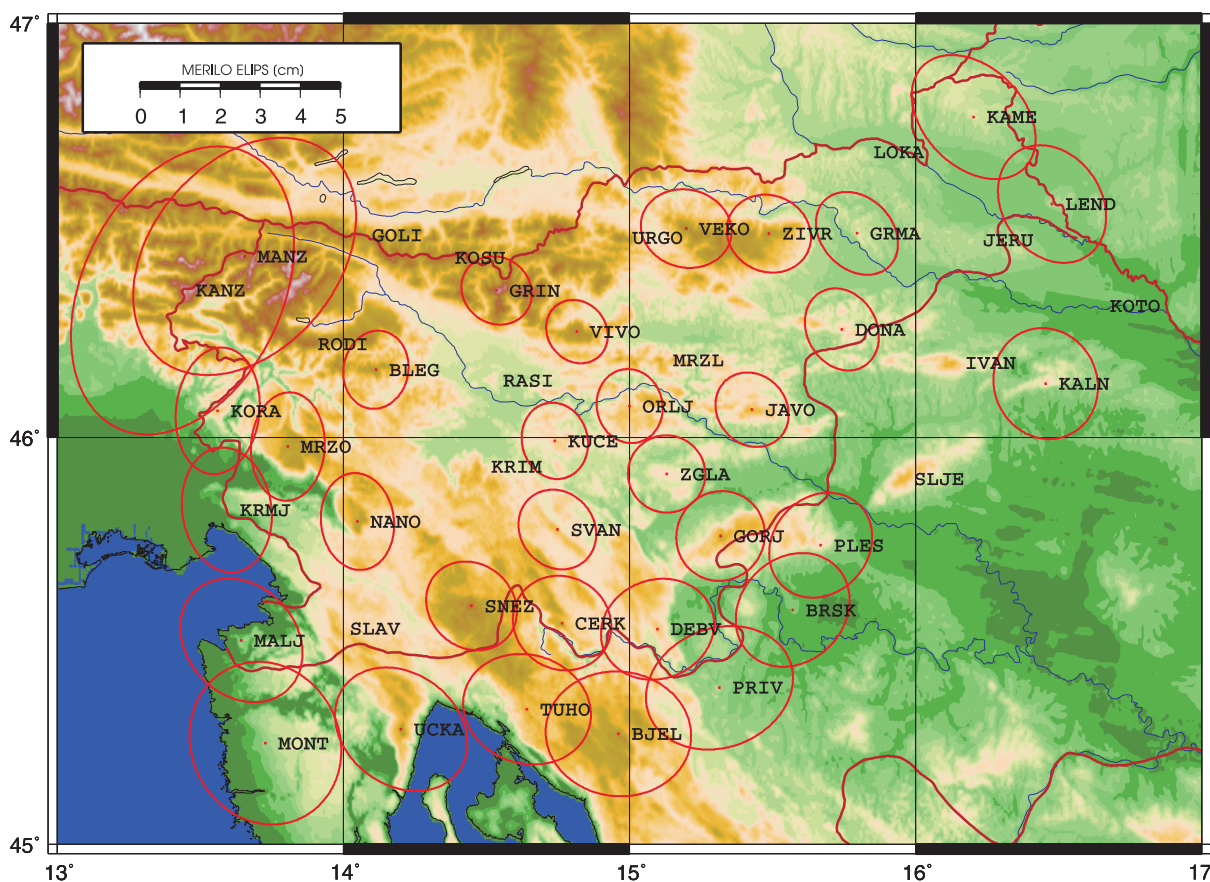 47°
MERILO ELIPS (cm)
0 1 2 3 4 5
KAME
LOKA
LEND
GOLI
URGO
VEKO
ZIVR
GRMA
JERU
MANZ
KOSU
KANZ
GRIN
KOTO
VIVO
DONA
RODI
BLEG
MRZL
IVAN
RASI
KALN
KORA
ORLJ
JAVO
46°
MRZO
KUCE
KRIM
ZGLA
SLJE
KRMJ
NANO
SVAN
GORJ
PLES
SNEZ
BRSK
MALJ
SLAV
CERK
DEBV
PRIV
TUHO
MONT
UCKA
BJEL
45°
13° 14° 15° 16° 17